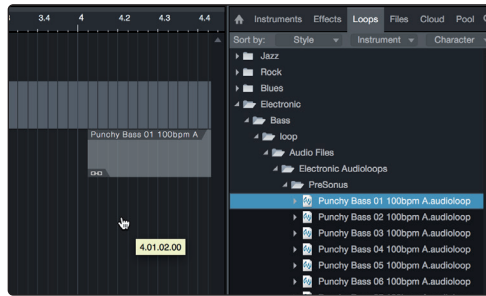 3.4 4 4.2 4.3 4.4
Instruments Effects Loops Files Cloud Pool
Sort by: Style Instrument Character
Jazz
Rock
Blues
Electronic
Bass
loop
Audio Files
Electronic Audioloops
PreSonus
Punchy Bass 01 100bpm A.audioloop
Punchy Bass 02 100bpm A.audioloop
Punchy Bass 03 100bpm A.audioloop
Punchy Bass 04 100bpm A.audioloop
Punchy Bass 05 100bpm A.audioloop
Punchy Bass 06 100bpm A.audioloop
Punchy Bass 01 100bpm A
4.01.02.00